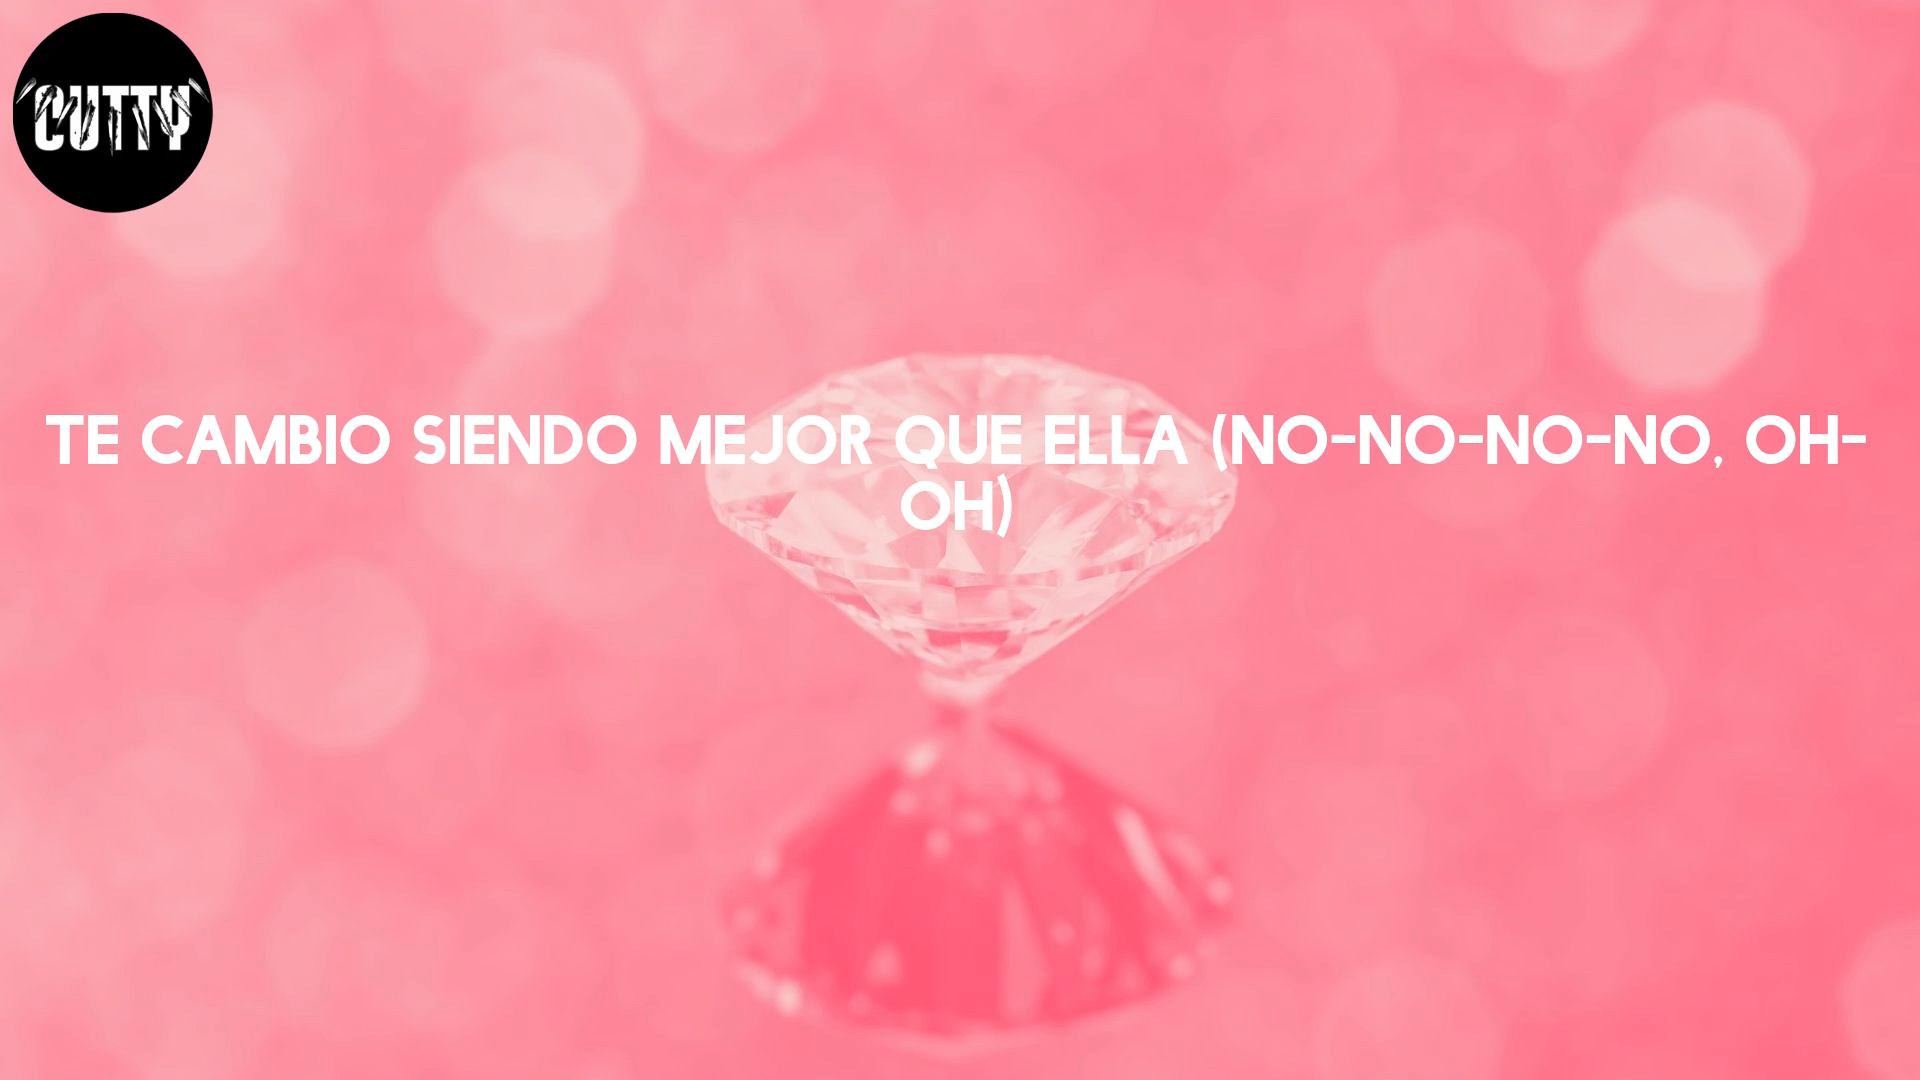 CUTTY
TE CAMBIO SIENDO MEJOR QUE ELLA (NO-NO-NO-NO, OH-
OH)